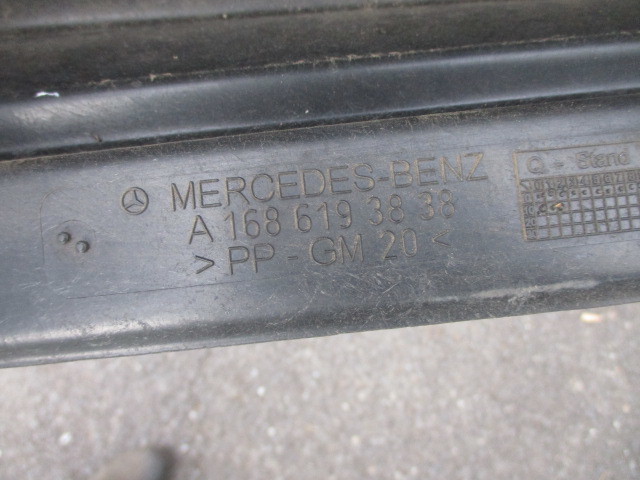 MERCEDES-BENZ
A 168 619 38 38
> PP - GM 20 <
Q - Stand